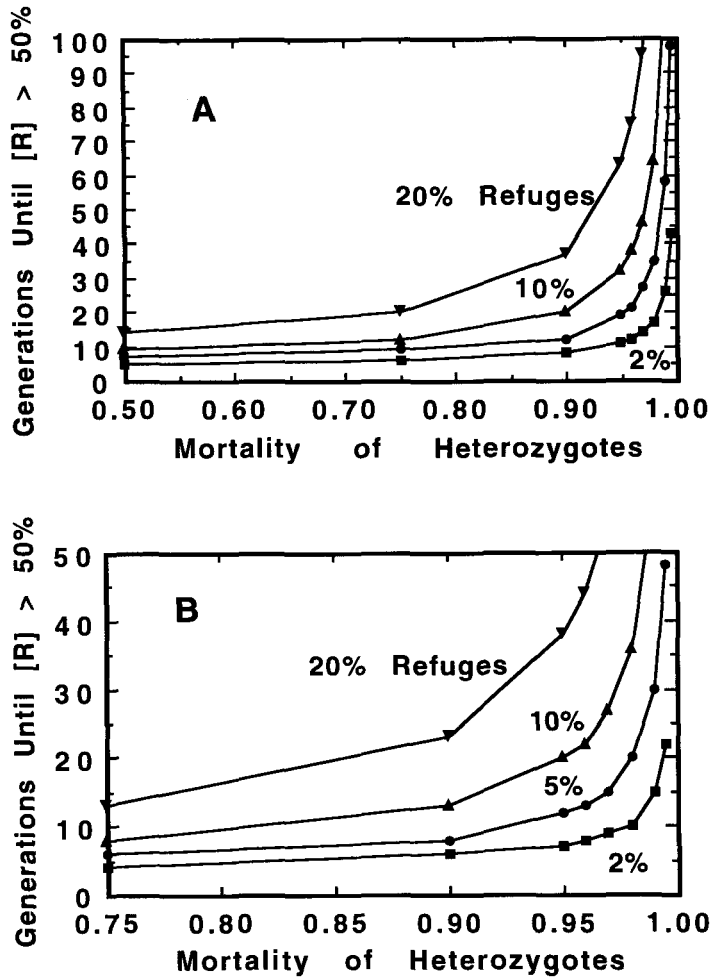 Generations Until [R] > 50%
100
90
80
70
60
50
40
30
20
10
0
A
20% Refuges
10%
2%
0.50 0.60 0.70 0.80 0.90 1.00
Mortality of Heterozygotes
Generations Until [R] > 50%
50
40
30
20
10
0
B
20% Refuges
10%
5%
2%
0.75 0.80 0.85 0.90 0.95 1.00
Mortality of Heterozygotes